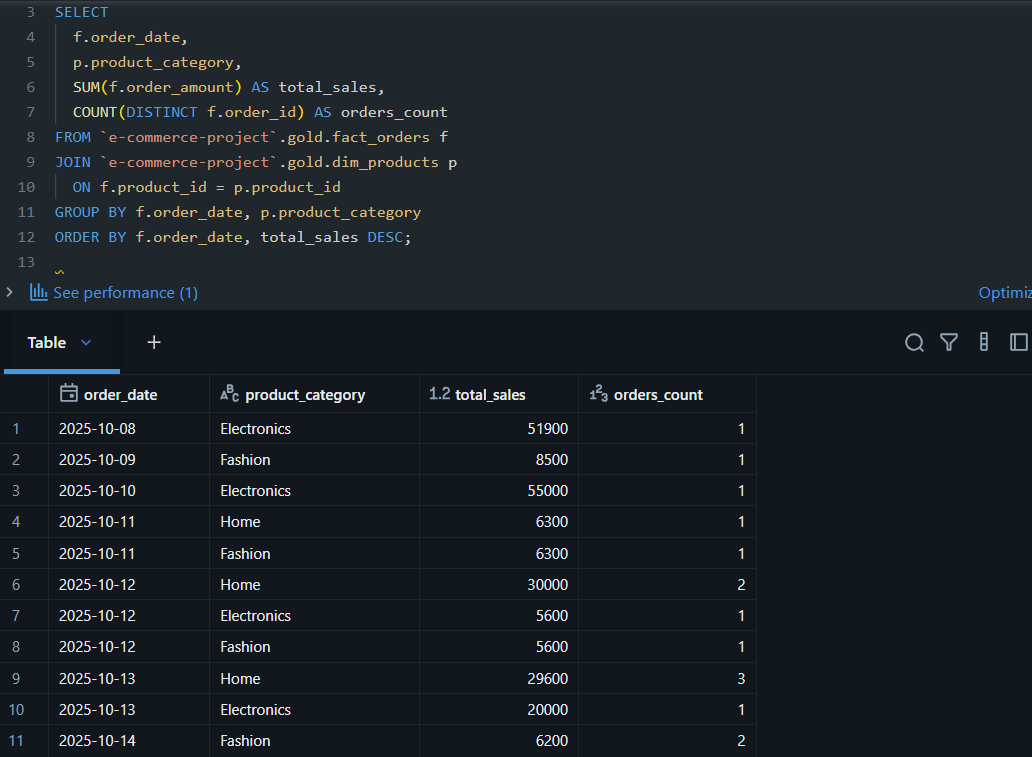 3 SELECT
4 f.order_date,
5 p.product_category,
6 SUM(f.order_amount) AS total_sales,
7 COUNT(DISTINCT f.order_id) AS orders_count
8 FROM `e-commerce-project`.gold.fact_orders f
9 JOIN `e-commerce-project`.gold.dim_products p
10 ON f.product_id = p.product_id
11 GROUP BY f.order_date, p.product_category
12 ORDER BY f.order_date, total_sales DESC;
13
See performance (1) Optimiz
Table +
order_date ABC product_category 1.2 total_sales 123 orders_count
1 2025-10-08 Electronics 51900 1
2 2025-10-09 Fashion 8500 1
3 2025-10-10 Electronics 55000 1
4 2025-10-11 Home 6300 1
5 2025-10-11 Fashion 6300 1
6 2025-10-12 Home 30000 2
7 2025-10-12 Electronics 5600 1
8 2025-10-12 Fashion 5600 1
9 2025-10-13 Home 29600 3
10 2025-10-13 Electronics 20000 1
11 2025-10-14 Fashion 6200 2